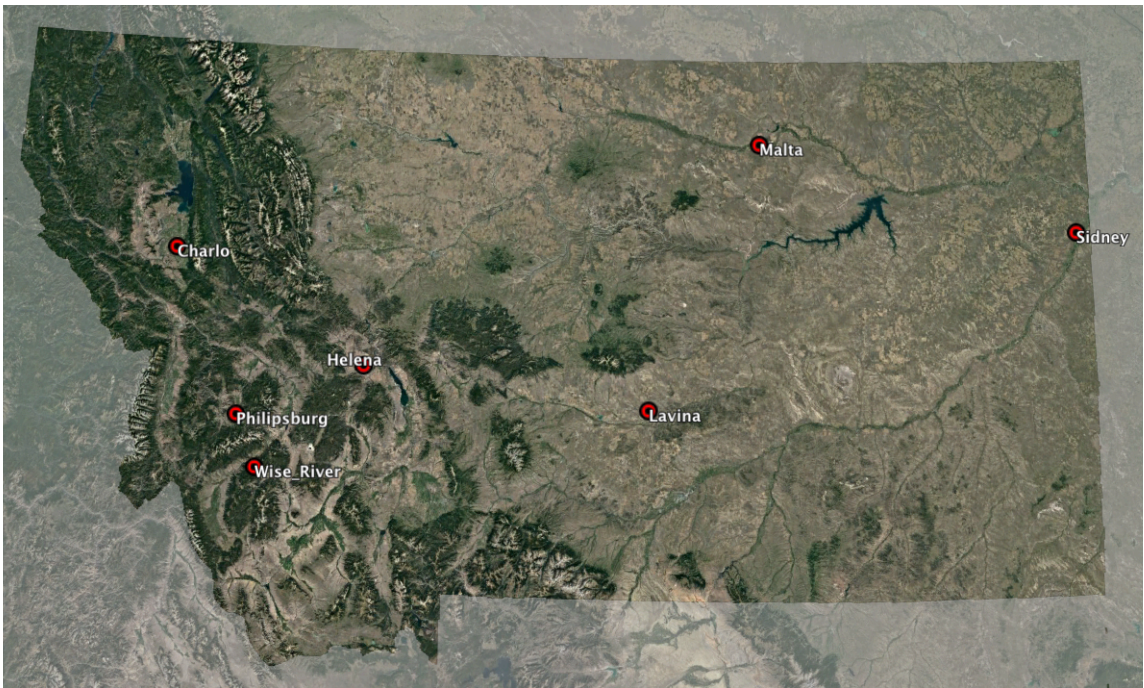 Malta
Sidney
Charlo
Helena
Lavina
Philipsburg
Wise_River